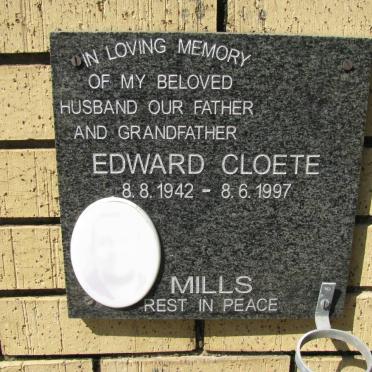 IN LOVING MEMORY
OF MY BELOVED
HUSBAND OUR FATHER
AND GRANDFATHER
EDWARD CLOETE
8.8.1942 - 8.6.1997
MILLS
REST IN PEACE